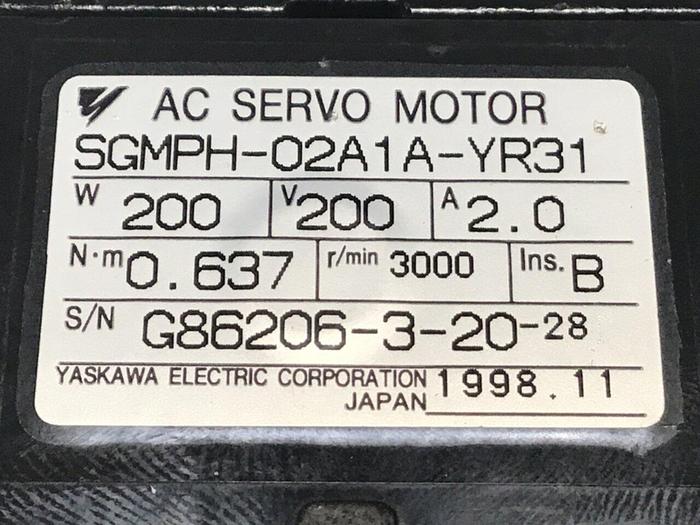 AC SERVO MOTOR
SGMPH-02A1A-YR31
W 200 V 200 A 2.0
N·m 0.637 r/min 3000 Ins. B
S/N G86206-3-20-28
YASKAWA ELECTRIC CORPORATION 1998.11
JAPAN